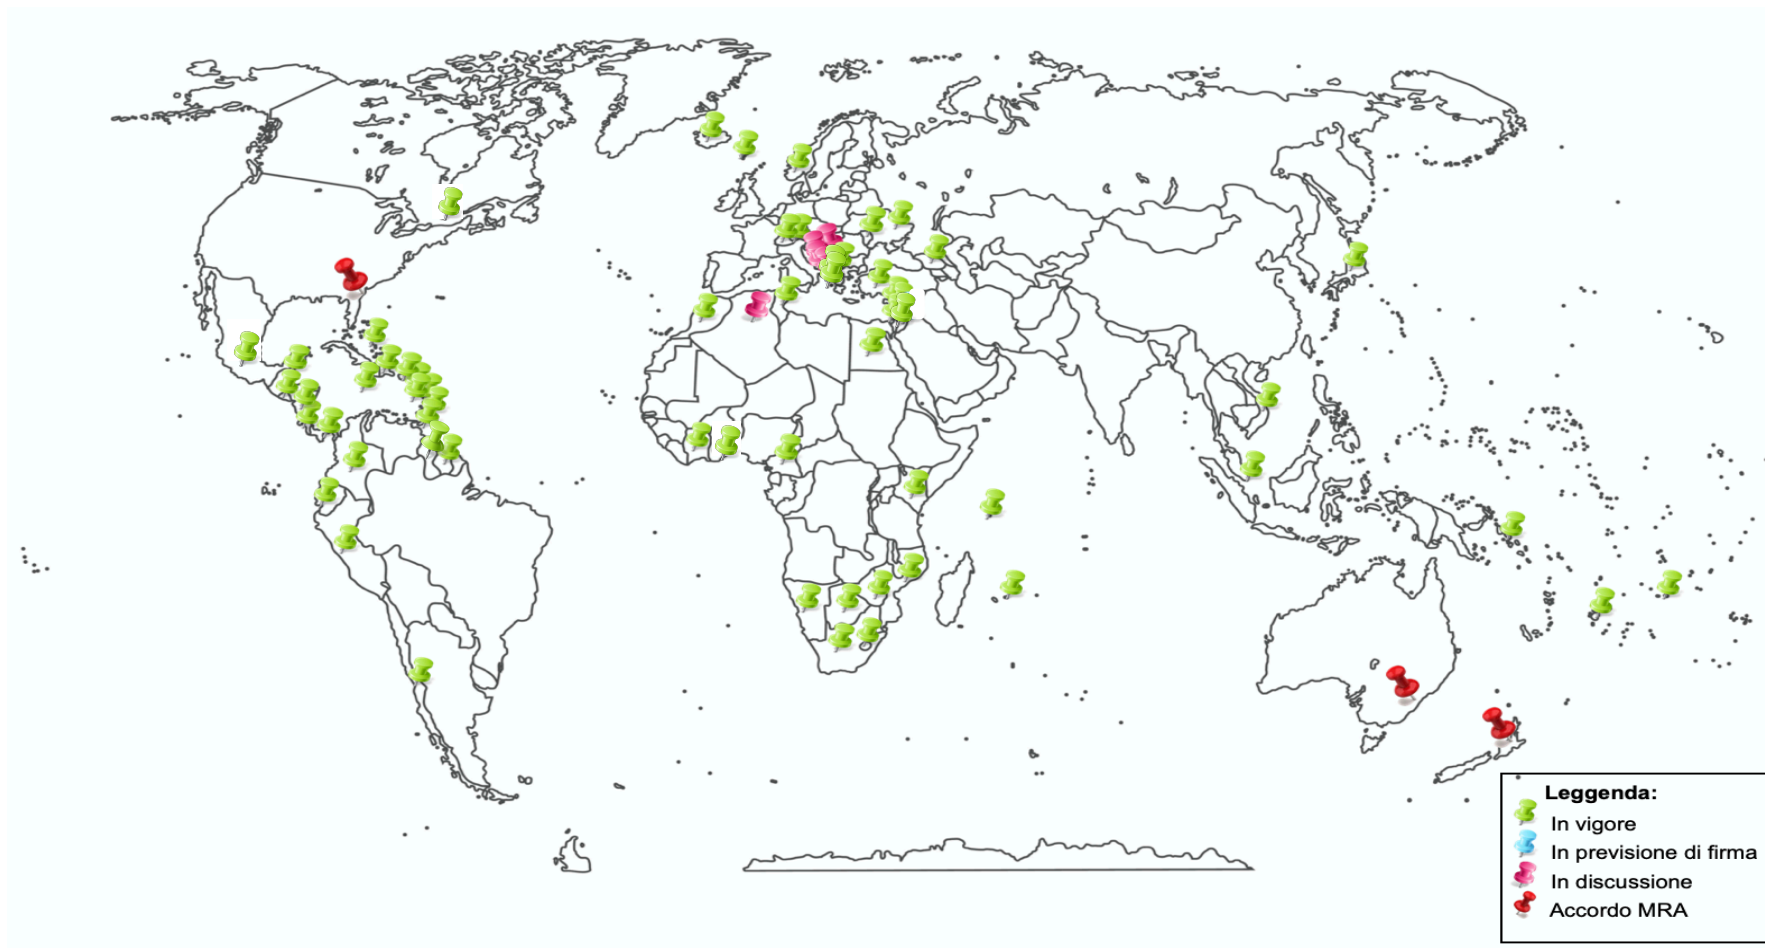 Leggenda:
In vigore
In previsione di firma
In discussione
Accordo MRA